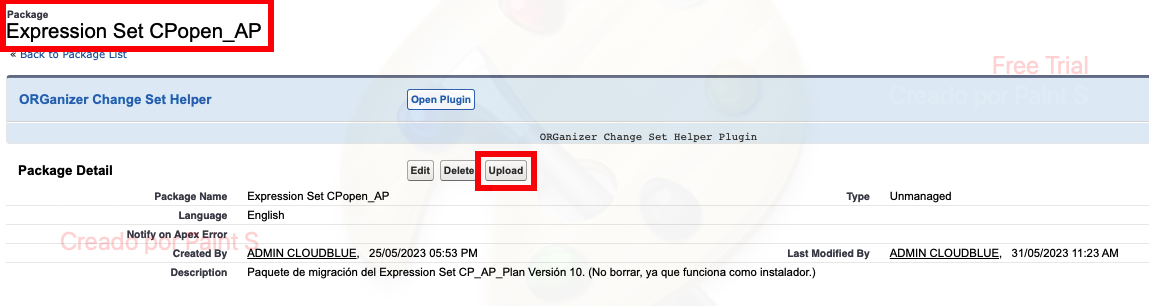 Package
Expression Set CPopen_AP
« Back to Package List
Free Trial
Creado por Paint S
ORGanizer Change Set Helper
Open Plugin
ORGanizer Change Set Helper Plugin
Package Detail
Edit
Delete
Upload
Package Name Expression Set CPopen_AP Type Unmanaged
Language English
Notify on Apex Error
Creado por Paint S
Created By ADMIN CLOUDBLUE, 25/05/2023 05:53 PM Last Modified By ADMIN CLOUDBLUE, 31/05/2023 11:23 AM
Description Paquete de migración del Expression Set CP_AP_Plan Versión 10. (No borrar, ya que funciona como instalador.)